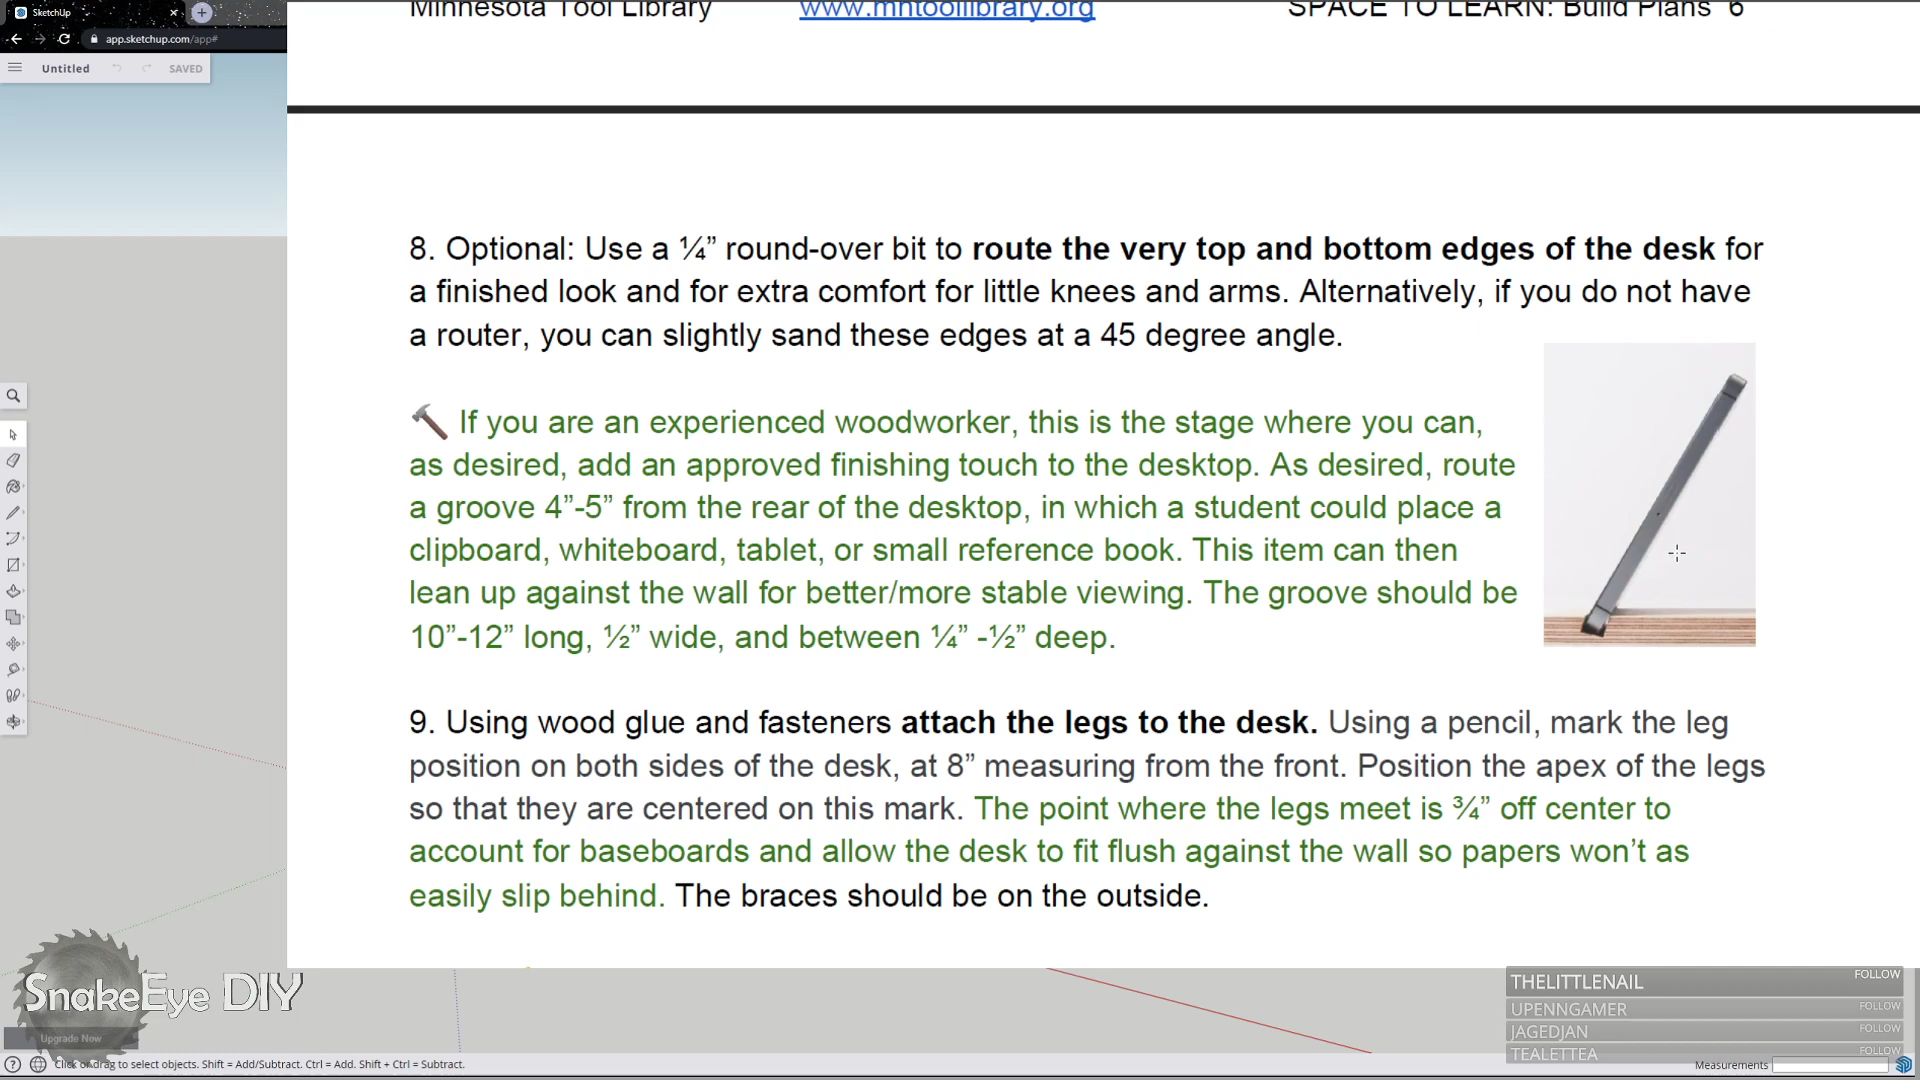 SketchUp
app.sketchup.com/app#
Untitled
SAVED
Minnesota Tool Library www.mntoollibrary.org SPACE TO LEARN: Build Plans 6
8. Optional: Use a ¼” round-over bit to route the very top and bottom edges of the desk for
a finished look and for extra comfort for little knees and arms. Alternatively, if you do not have
a router, you can slightly sand these edges at a 45 degree angle.
If you are an experienced woodworker, this is the stage where you can,
as desired, add an approved finishing touch to the desktop. As desired, route
a groove 4”-5” from the rear of the desktop, in which a student could place a
clipboard, whiteboard, tablet, or small reference book. This item can then
lean up against the wall for better/more stable viewing. The groove should be
10”-12” long, ½” wide, and between ¼” -½” deep.
9. Using wood glue and fasteners attach the legs to the desk. Using a pencil, mark the leg
position on both sides of the desk, at 8” measuring from the front. Position the apex of the legs
so that they are centered on this mark. The point where the legs meet is ¾” off center to
account for baseboards and allow the desk to fit flush against the wall so papers won’t as
easily slip behind. The braces should be on the outside.
SnakeEye DIY
Upgrade Now
THELITTLENAIL FOLLOW
UPENNGAMER FOLLOW
JAGEDJAN FOLLOW
TEALETTEA FOLLOW
Click or drag to select objects. Shift = Add/Subtract. Ctrl = Add. Shift + Ctrl = Subtract.
Measurements